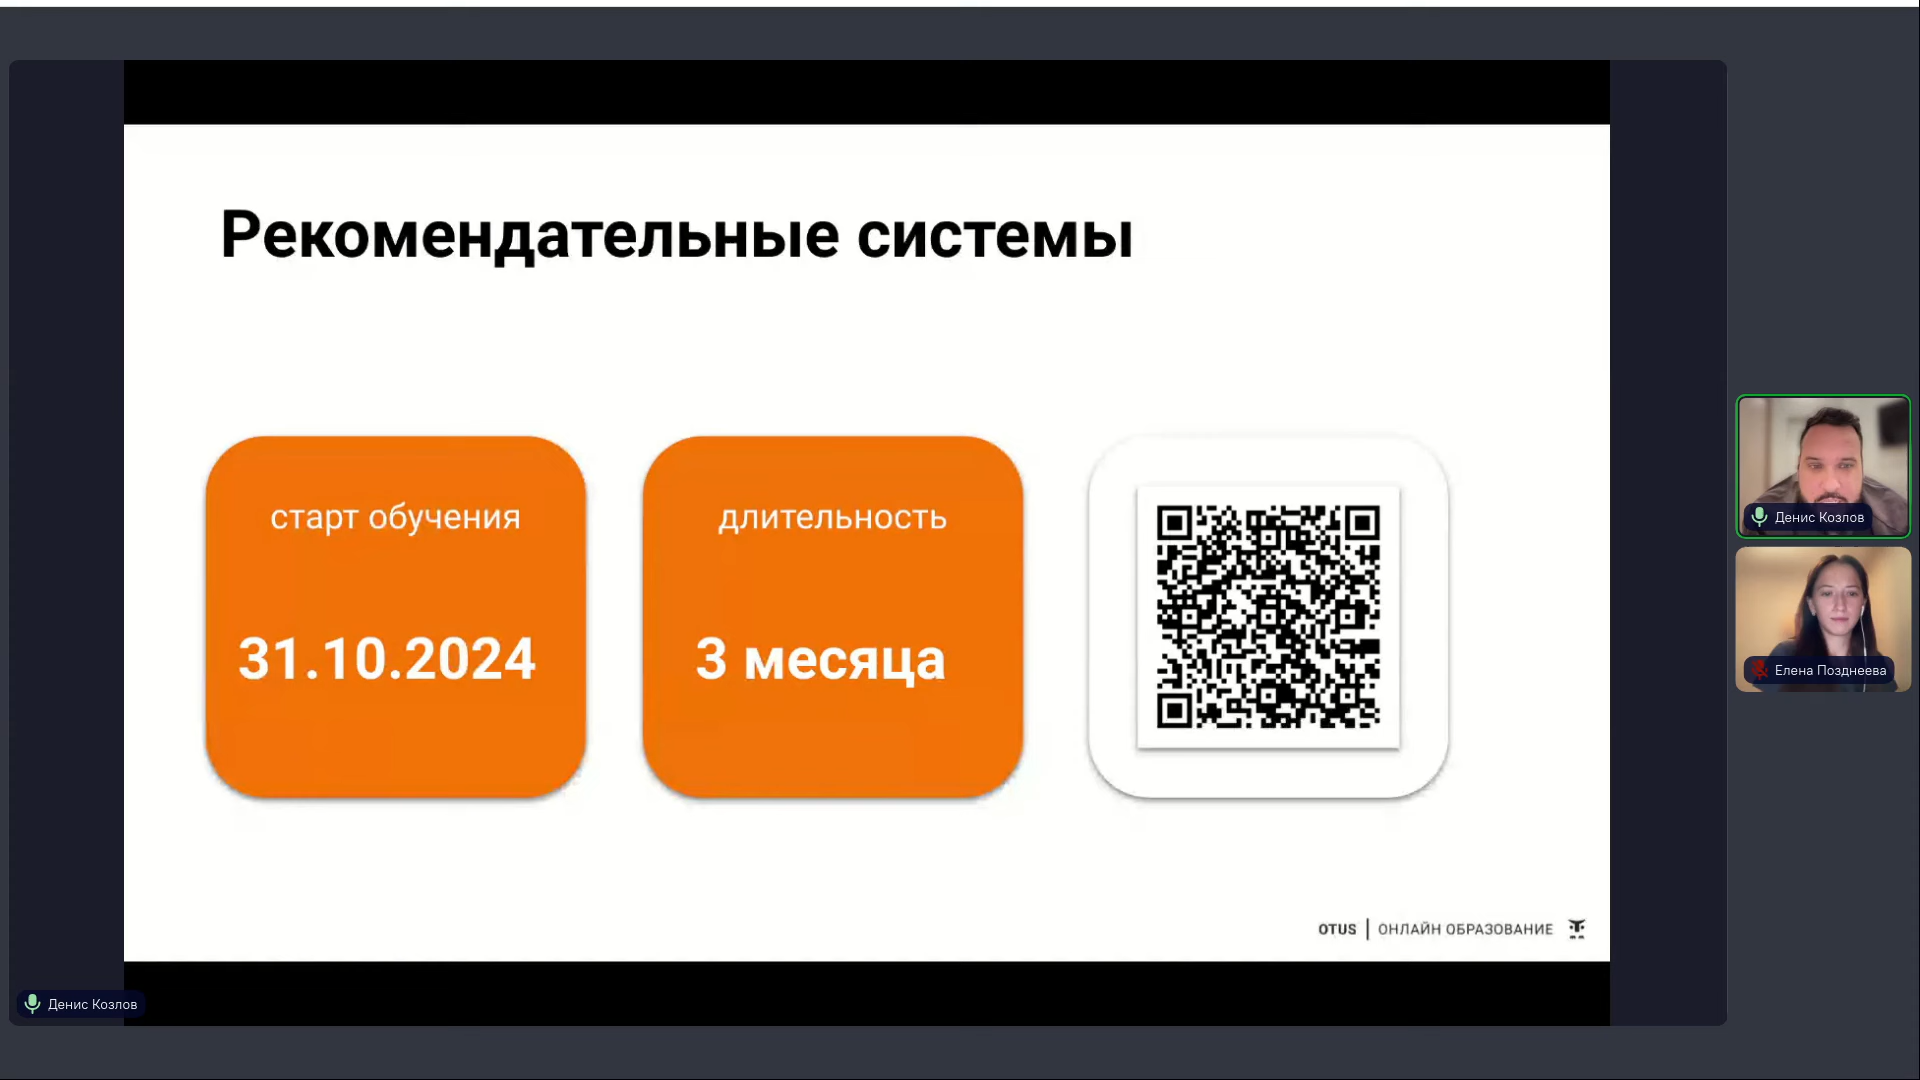 Рекомендательные системы
старт обучения
31.10.2024
длительность
3 месяца
OTUS | ОНЛАЙН ОБРАЗОВАНИЕ
Денис Козлов
Елена Позднеева
Денис Козлов